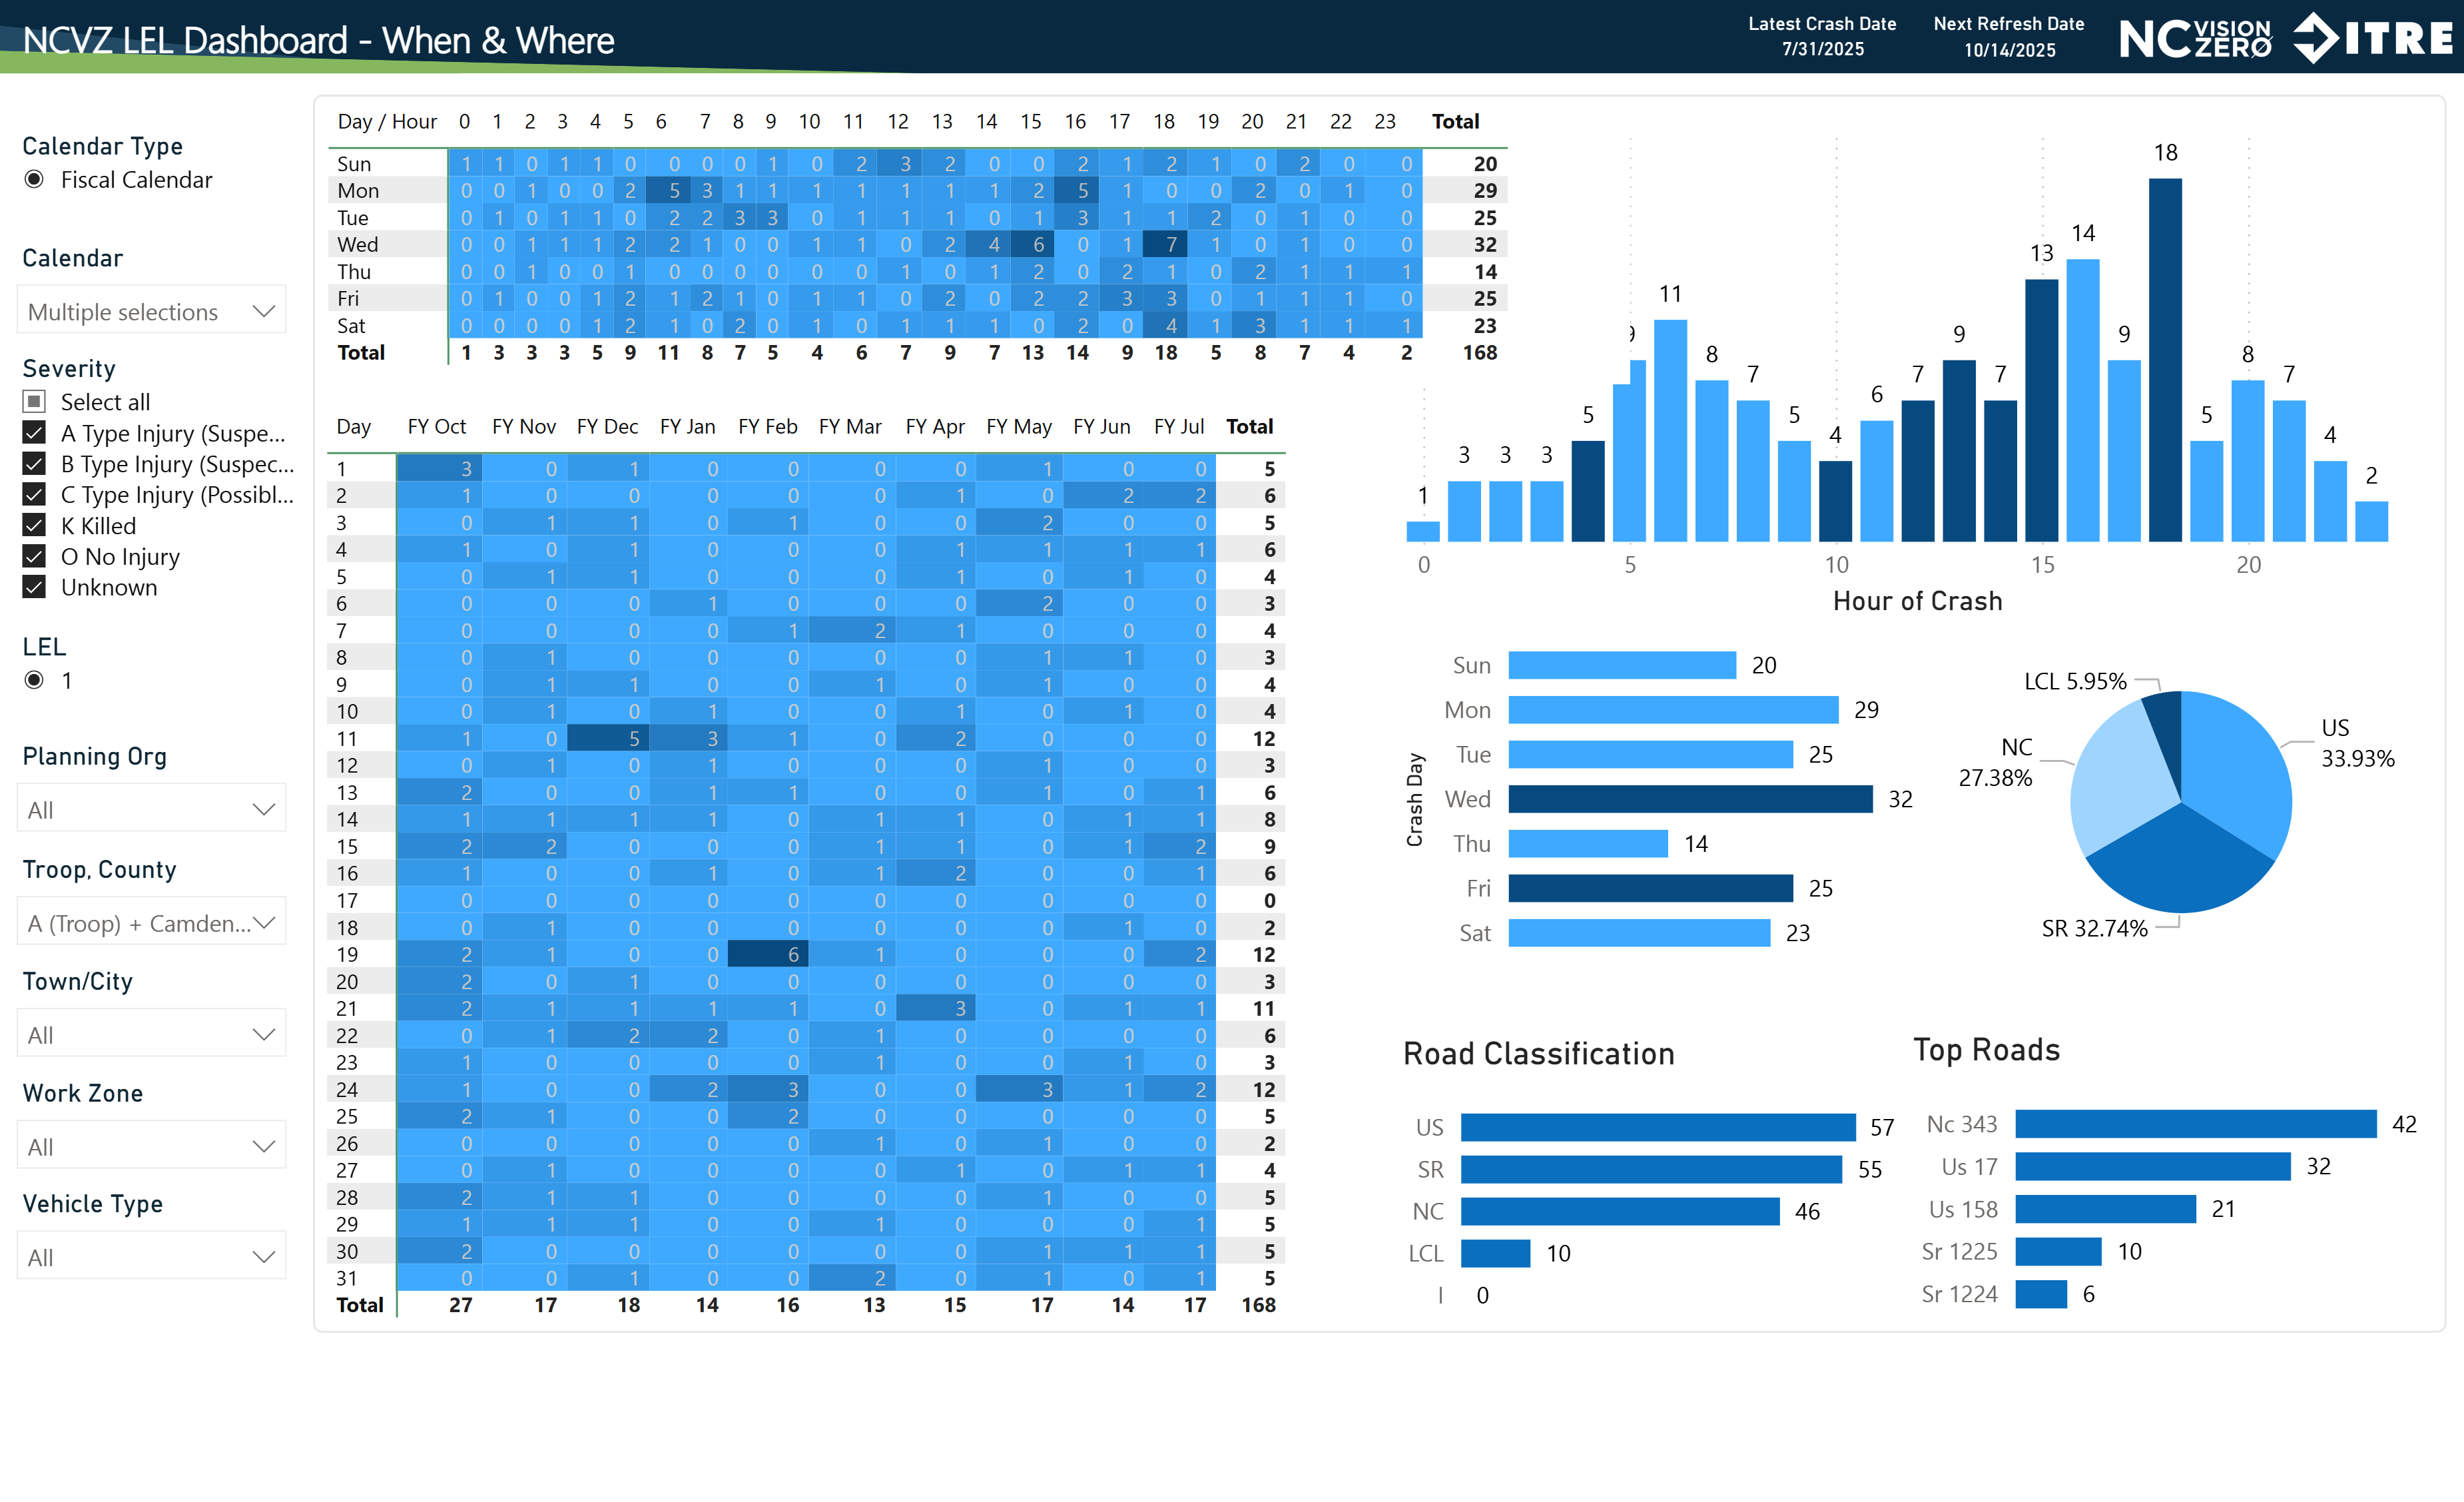 NCVZ LEL Dashboard - When & Where
Latest Crash Date
7/31/2025
Next Refresh Date
10/14/2025
NC VISION ZERO
ITRE
Calendar Type
Fiscal Calendar
Calendar
Multiple selections
Severity
Select all
A Type Injury (Suspe...
B Type Injury (Suspec...
C Type Injury (Possibl...
K Killed
O No Injury
Unknown
LEL
1
Planning Org
All
Troop, County
A (Troop) + Camden...
Town/City
All
Work Zone
All
Vehicle Type
All
Day / Hour 0 1 2 3 4 5 6 7 8 9 10 11 12 13 14 15 16 17 18 19 20 21 22 23 Total
Sun 1 1 0 1 1 0 0 0 0 1 0 2 3 2 0 0 2 1 2 1 0 2 0 0 20
Mon 0 0 1 0 0 2 5 3 1 1 1 1 1 1 1 2 5 1 0 0 2 0 1 0 29
Tue 0 1 0 1 1 0 2 2 3 3 0 1 1 1 0 1 3 1 1 2 0 1 0 0 25
Wed 0 0 1 1 1 2 2 1 0 0 1 1 0 2 4 6 0 1 7 1 0 1 0 0 32
Thu 0 0 1 0 0 1 0 0 0 0 0 0 1 0 1 2 0 2 1 0 2 1 1 1 14
Fri 0 1 0 0 1 2 1 2 1 0 1 1 0 2 0 2 2 3 3 0 1 1 1 0 25
Sat 0 0 0 0 1 2 1 0 2 0 1 0 1 1 1 0 2 0 4 1 3 1 1 1 23
Total 1 3 3 3 5 9 11 8 7 5 4 6 7 9 7 13 14 9 18 5 8 7 4 2 168
Day FY Oct FY Nov FY Dec FY Jan FY Feb FY Mar FY Apr FY May FY Jun FY Jul Total
1 3 0 1 0 0 0 0 1 0 0 5
2 1 0 0 0 0 0 1 0 2 2 6
3 0 1 1 0 1 0 0 2 0 0 5
4 1 0 1 0 0 0 1 1 1 1 6
5 0 1 1 0 0 0 1 0 1 0 4
6 0 0 0 1 0 0 0 2 0 0 3
7 0 0 0 0 1 2 1 0 0 0 4
8 0 1 0 0 0 0 0 1 1 0 3
9 0 1 1 0 0 1 0 1 0 0 4
10 0 1 0 1 0 0 1 0 1 0 4
11 1 0 5 3 1 0 2 0 0 0 12
12 0 1 0 1 0 0 0 1 0 0 3
13 2 0 0 1 1 0 0 1 0 1 6
14 1 1 1 1 0 1 1 0 1 1 8
15 2 2 0 0 0 1 1 0 1 2 9
16 1 0 0 1 0 1 2 0 0 1 6
17 0 0 0 0 0 0 0 0 0 0 0
18 0 1 0 0 0 0 0 0 1 0 2
19 2 1 0 0 6 1 0 0 0 2 12
20 2 0 1 0 0 0 0 0 0 0 3
21 2 1 1 1 1 0 3 0 1 1 11
22 0 1 2 2 0 1 0 0 0 0 6
23 1 0 0 0 0 1 0 0 1 0 3
24 1 0 0 2 3 0 0 3 1 2 12
25 2 1 0 0 2 0 0 0 0 0 5
26 0 0 0 0 0 1 0 1 0 0 2
27 0 1 0 0 0 0 1 0 1 1 4
28 2 1 1 0 0 0 0 1 0 0 5
29 1 1 1 0 0 1 0 0 0 1 5
30 2 0 0 0 0 0 0 1 1 1 5
31 0 0 1 0 0 2 0 1 0 1 5
Total 27 17 18 14 16 13 15 17 14 17 168
1 3 3 3 5 9 11 8 7 5 4 6 7 9 7 13 14 9 18 5 8 7 4 2
0 5 10 15 20
Hour of Crash
Crash Day
Sun 20
Mon 29
Tue 25
Wed 32
Thu 14
Fri 25
Sat 23
LCL 5.95%
US
33.93%
NC
27.38%
SR 32.74%
Road Classification
US 57
SR 55
NC 46
LCL 10
I 0
Top Roads
Nc 343 42
Us 17 32
Us 158 21
Sr 1225 10
Sr 1224 6